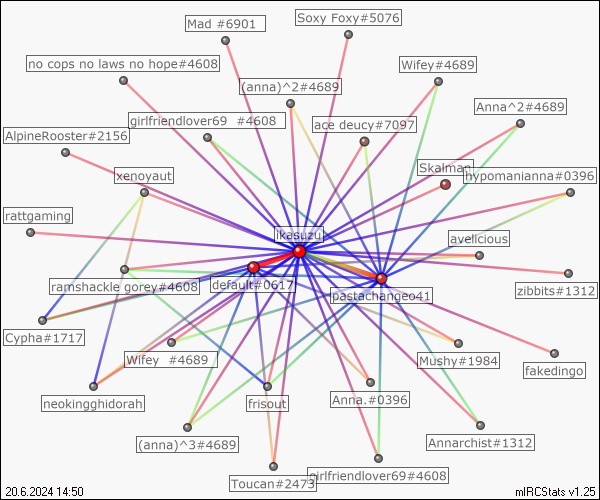 Mad #6901
Soxy Foxy#5076
no cops no laws no hope#4608
Wifey#4689
(anna)^2#4689
Anna^2#4689
girlfriendlover69 #4608
ace deucy#7097
AlpineRooster#2156
Skalman
xenoyaut
hypomanianna#0396
rattgaming
ikasuzu
avelicious
ramshackle gorey#4608
default#0617
pastachangeo41
zibbits#1312
Cypha#1717
Wifey #4689
Mushy#1984
fakedingo
neokingghidorah
frisout
Anna.#0396
(anna)^3#4689
Annarchist#1312
Toucan#2473
girlfriendlover69#4608
20.6.2024 14:50
mIRCStats v1.25